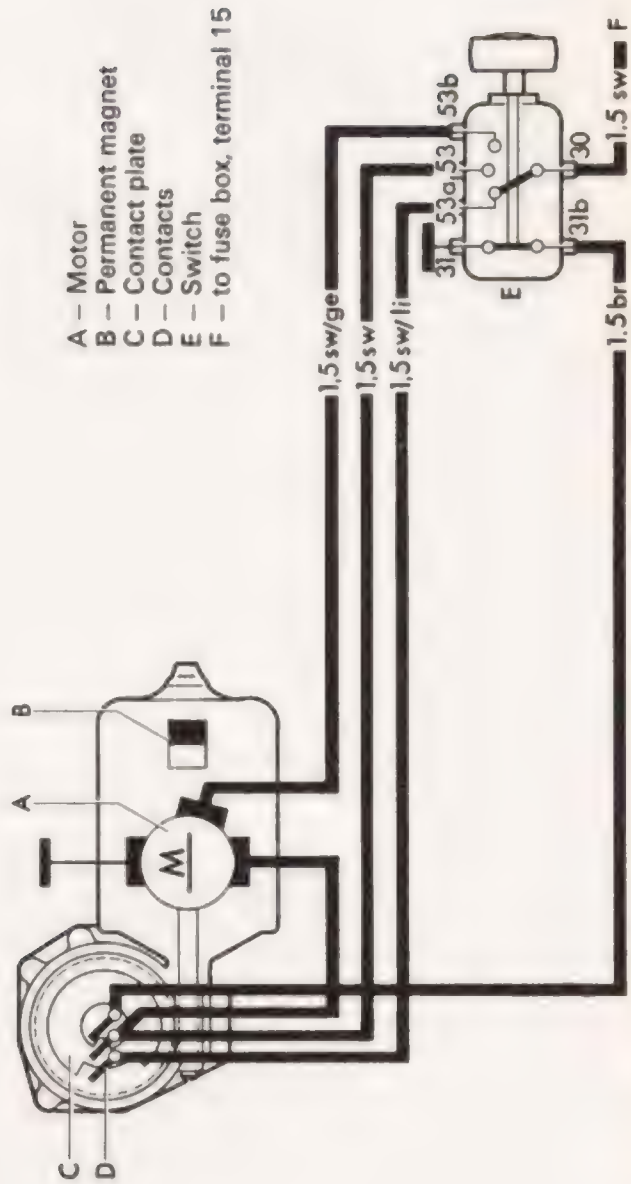 A – Motor
B – Permanent magnet
C – Contact plate
D – Contacts
E – Switch
F – to fuse box, terminal 15
A
B
C
D
M
1,5 sw/ge
1,5 sw
1,5 sw/li
31
53a
53
53b
E
31b
30
1.5 br
1.5 sw
F